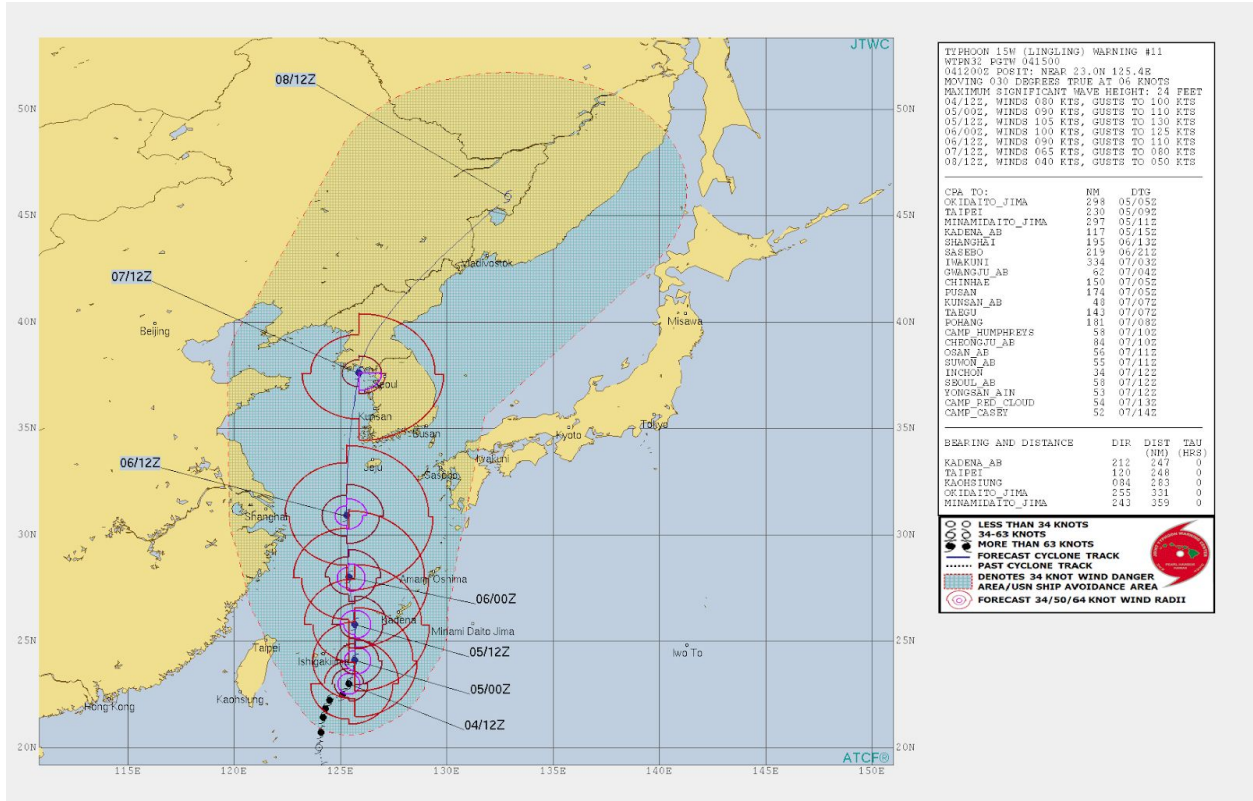 JTWC
08/12Z
50N
50N
45N
45N
Vladivostok
07/12Z
Beijing
Misawa
40N
40N
Seoul
Kunsan
Busan
Kyoto
Tokyo
35N
35N
Iwakuni
06/12Z
Jeju
Sasebo
Shanghai
30N
30N
Amami Oshima
06/00Z
Kadena
Minami Daito Jima
25N
25N
Taipei
05/12Z
Iwo To
Ishigakijima
05/00Z
Kaohsiung
Hong Kong
04/12Z
20N
20N
ATCF®
115E
120E
125E
130E
135E
140E
145E
150E
TYPHOON 15W (LINGLING) WARNING #11
WTPN32 PGTW 041500
041200Z POSIT: NEAR 23.0N 125.4E
MOVING 030 DEGREES TRUE AT 06 KNOTS
MAXIMUM SIGNIFICANT WAVE HEIGHT: 24 FEET
04/12Z, WINDS 080 KTS, GUSTS TO 100 KTS
05/00Z, WINDS 090 KTS, GUSTS TO 110 KTS
05/12Z, WINDS 105 KTS, GUSTS TO 130 KTS
06/00Z, WINDS 100 KTS, GUSTS TO 125 KTS
06/12Z, WINDS 090 KTS, GUSTS TO 110 KTS
07/12Z, WINDS 065 KTS, GUSTS TO 080 KTS
08/12Z, WINDS 040 KTS, GUSTS TO 050 KTS
CPA TO: NM DTG
OKIDAITO_JIMA 298 05/05Z
TAIPEI 230 05/09Z
MINAMIDAITO_JIMA 297 05/11Z
KADENA_AB 117 05/15Z
SHANGHAI 195 06/13Z
SASEBO 219 06/21Z
IWAKUNI 334 07/03Z
GWANGJU_AB 62 07/04Z
CHINHAE 150 07/05Z
PUSAN 174 07/05Z
KUNSAN_AB 48 07/07Z
TAEGU 143 07/07Z
POHANG 181 07/08Z
CAMP_HUMPHREYS 58 07/10Z
CHEONGJU_AB 84 07/10Z
OSAN_AB 56 07/11Z
SUWON_AB 55 07/11Z
INCHON 34 07/12Z
SEOUL_AB 58 07/12Z
YONGSAN_AIN 53 07/12Z
CAMP_RED_CLOUD 54 07/13Z
CAMP_CASEY 52 07/14Z
BEARING AND DISTANCE DIR DIST TAU
(NM) (HRS)
KADENA_AB 212 247 0
TAIPEI 120 248 0
KAOHSIUNG 084 283 0
OKIDAITO_JIMA 255 331 0
MINAMIDAITO_JIMA 243 359 0
LESS THAN 34 KNOTS
34-63 KNOTS
MORE THAN 63 KNOTS
FORECAST CYCLONE TRACK
PAST CYCLONE TRACK
DENOTES 34 KNOT WIND DANGER
AREA/USN SHIP AVOIDANCE AREA
FORECAST 34/50/64 KNOT WIND RADII